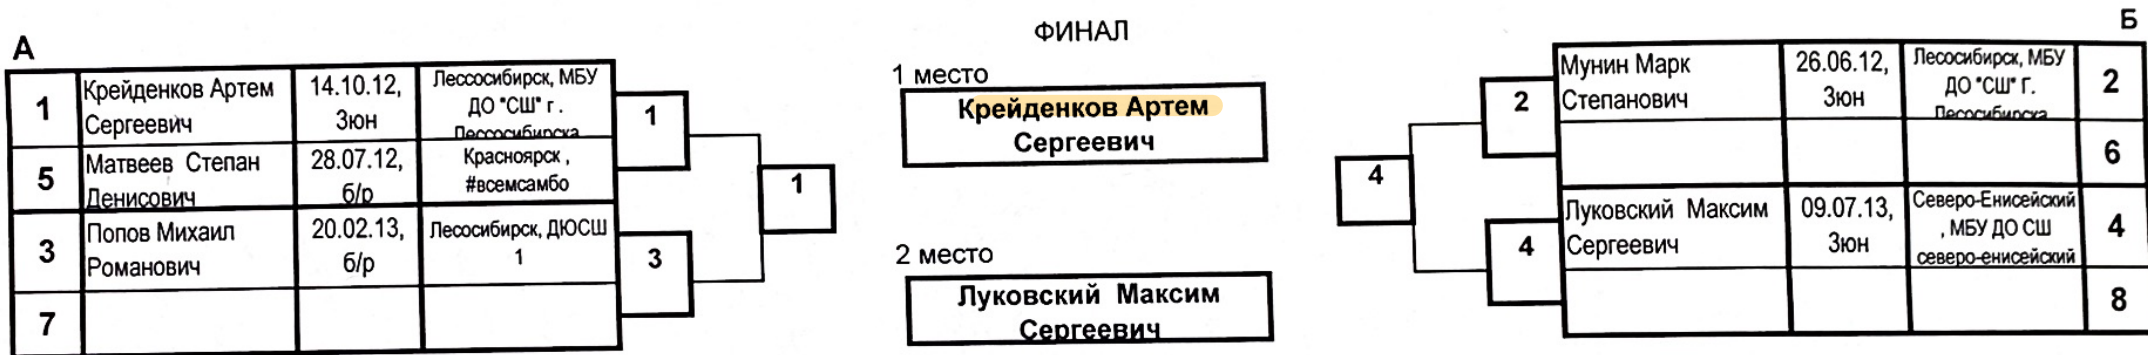 ФИНАЛ
А
1
Крейденков Артем
Сергеевич
14.10.12,
3юн
Лессосибирск, МБУ
ДО "СШ" г .
Лессосибирска
1
5
Матвеев Степан
Денисович
28.07.12,
б/р
Красноярск ,
#всемсамбо
3
Попов Михаил
Романович
20.02.13,
б/р
Лесосибирск, ДЮСШ
1
3
7
1
1 место
Крейденков Артем
Сергеевич
2 место
Луковский Максим
Сергеевич
Б
4
2
Мунин Марк
Степанович
26.06.12,
3юн
Лесосибирск, МБУ
ДО "СШ" Г.
Лесосибирска
2
6
4
Луковский Максим
Сергеевич
09.07.13,
3юн
Северо-Енисейский
, МБУ ДО СШ
северо-енисейский
4
8